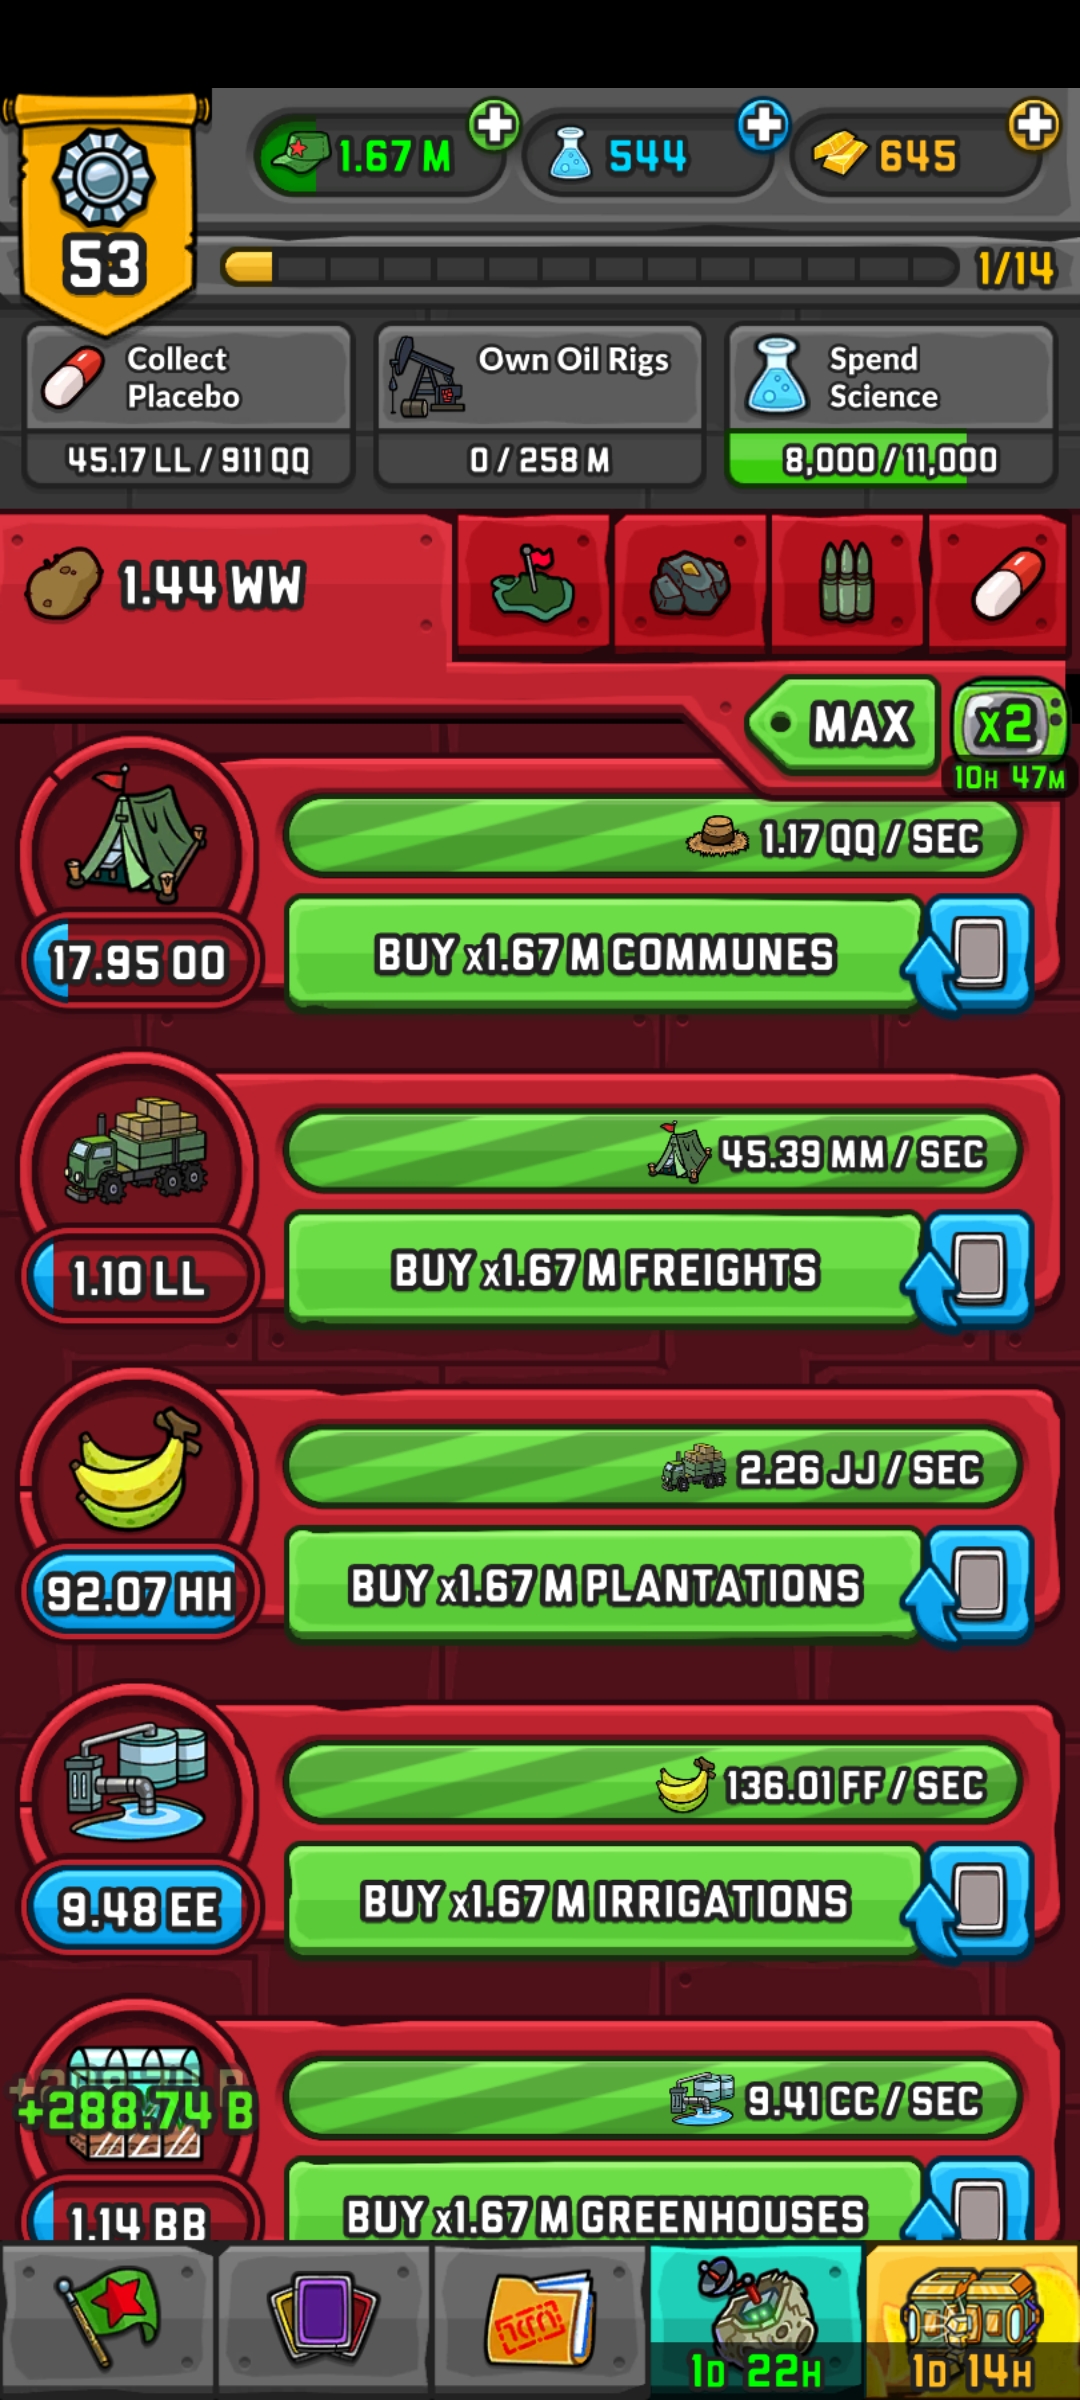 1.67 M
544
645
53
1/14
Collect
Placebo
45.17 LL / 911 QQ
Own Oil Rigs
0 / 258 M
Spend
Science
8,000 / 11,000
1.44 WW
MAX
x2
10H 47M
1.17 QQ / SEC
17.95 OO
BUY x1.67 M COMMUNES
45.39 MM / SEC
1.10 LL
BUY x1.67 M FREIGHTS
2.26 JJ / SEC
92.07 HH
BUY x1.67 M PLANTATIONS
136.01 FF / SEC
9.48 EE
BUY x1.67 M IRRIGATIONS
+288.74 B
9.41 CC / SEC
1.14 BB
BUY x1.67 M GREENHOUSES
1D 22H
1D 14H